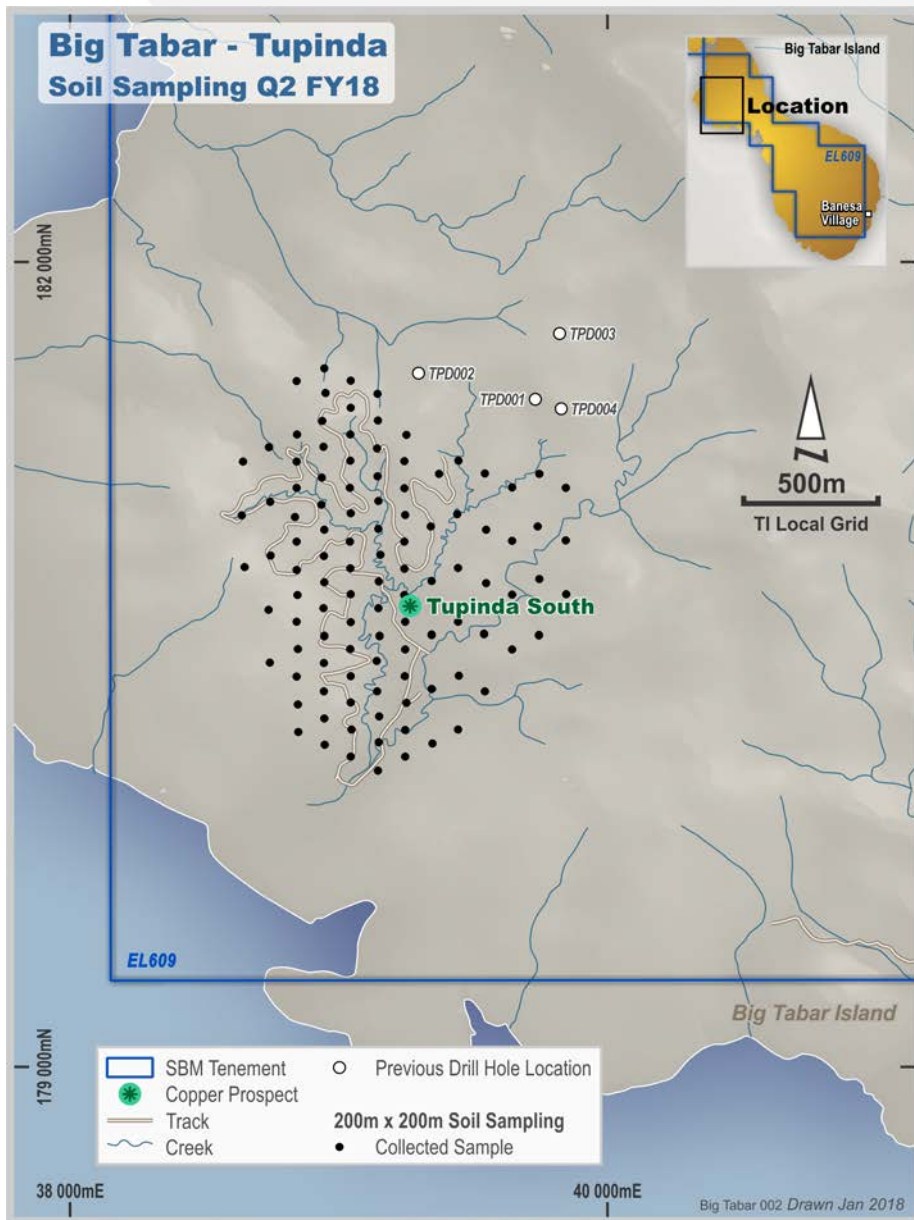 Big Tabar - Tupinda
Soil Sampling Q2 FY18
Big Tabar Island
Location
EL609
Banesa
Village
182 000mN
TPD003
TPD002
TPD001
TPD004
500m
TI Local Grid
Tupinda South
EL609
Big Tabar Island
179 000mN
SBM Tenement
Copper Prospect
Track
Creek
Previous Drill Hole Location
200m x 200m Soil Sampling
Collected Sample
38 000mE
40 000mE
Big Tabar 002 Drawn Jan 2018